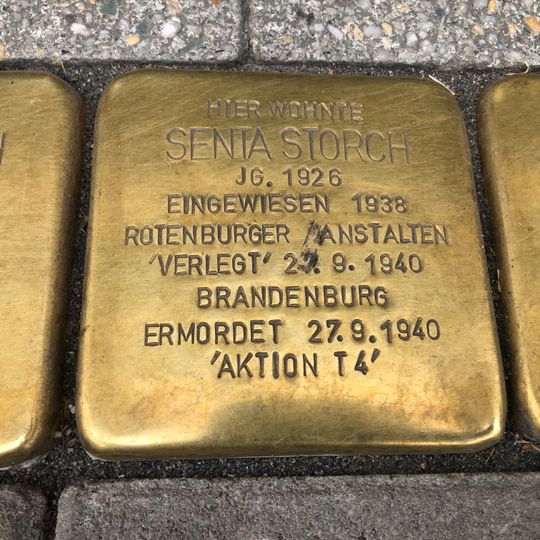 HIER WOHNTE
SENTA STORCH
JG. 1926
EINGEWIESEN 1938
ROTENBURGER ANSTALTEN
'VERLEGT' 9. 1940
BRANDENBURG
ERMORDET 27.9.1940
'AKTION T4'